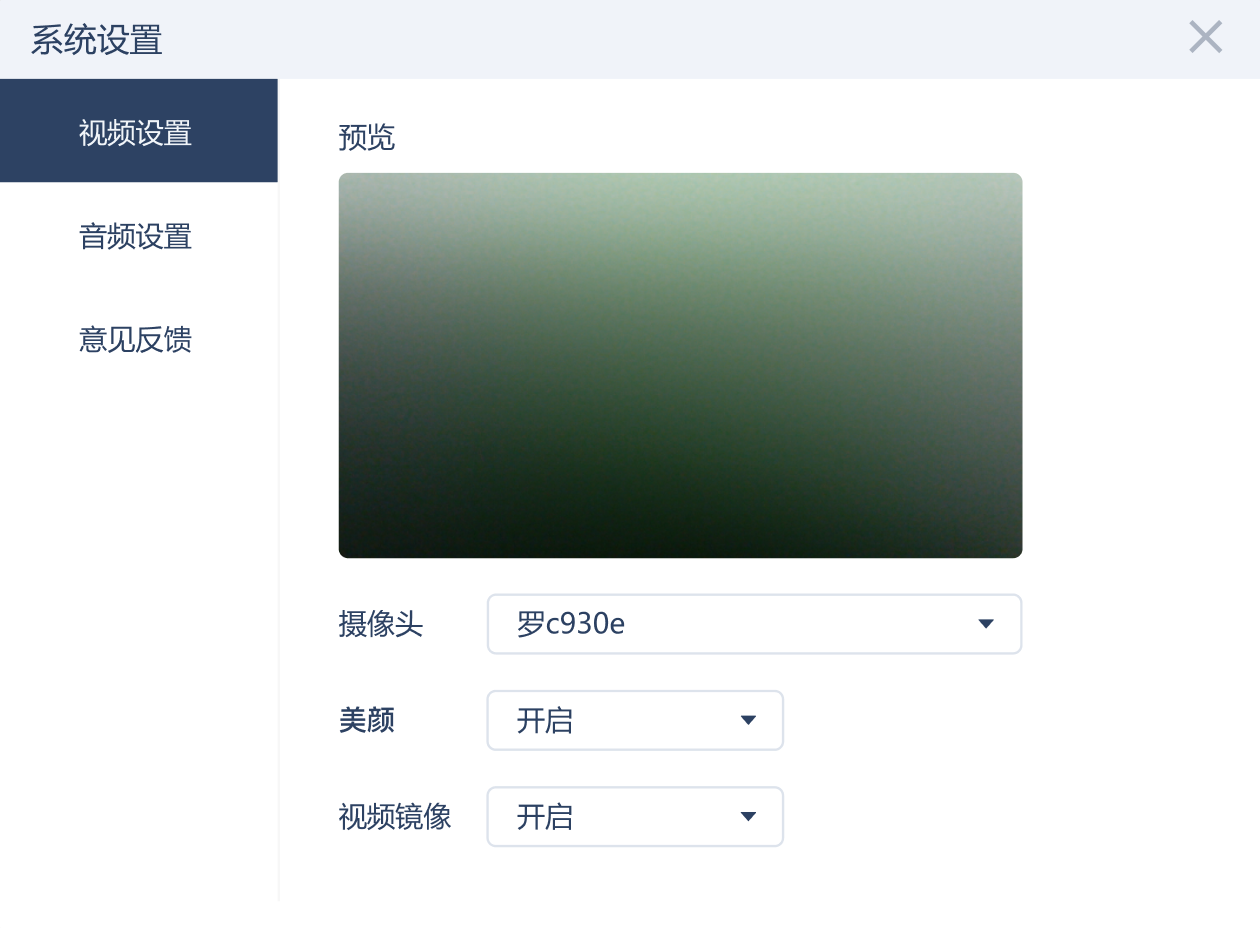 系统设置
视频设置
音频设置
意见反馈
预览
摄像头 罗c930e
美颜 开启
视频镜像 开启